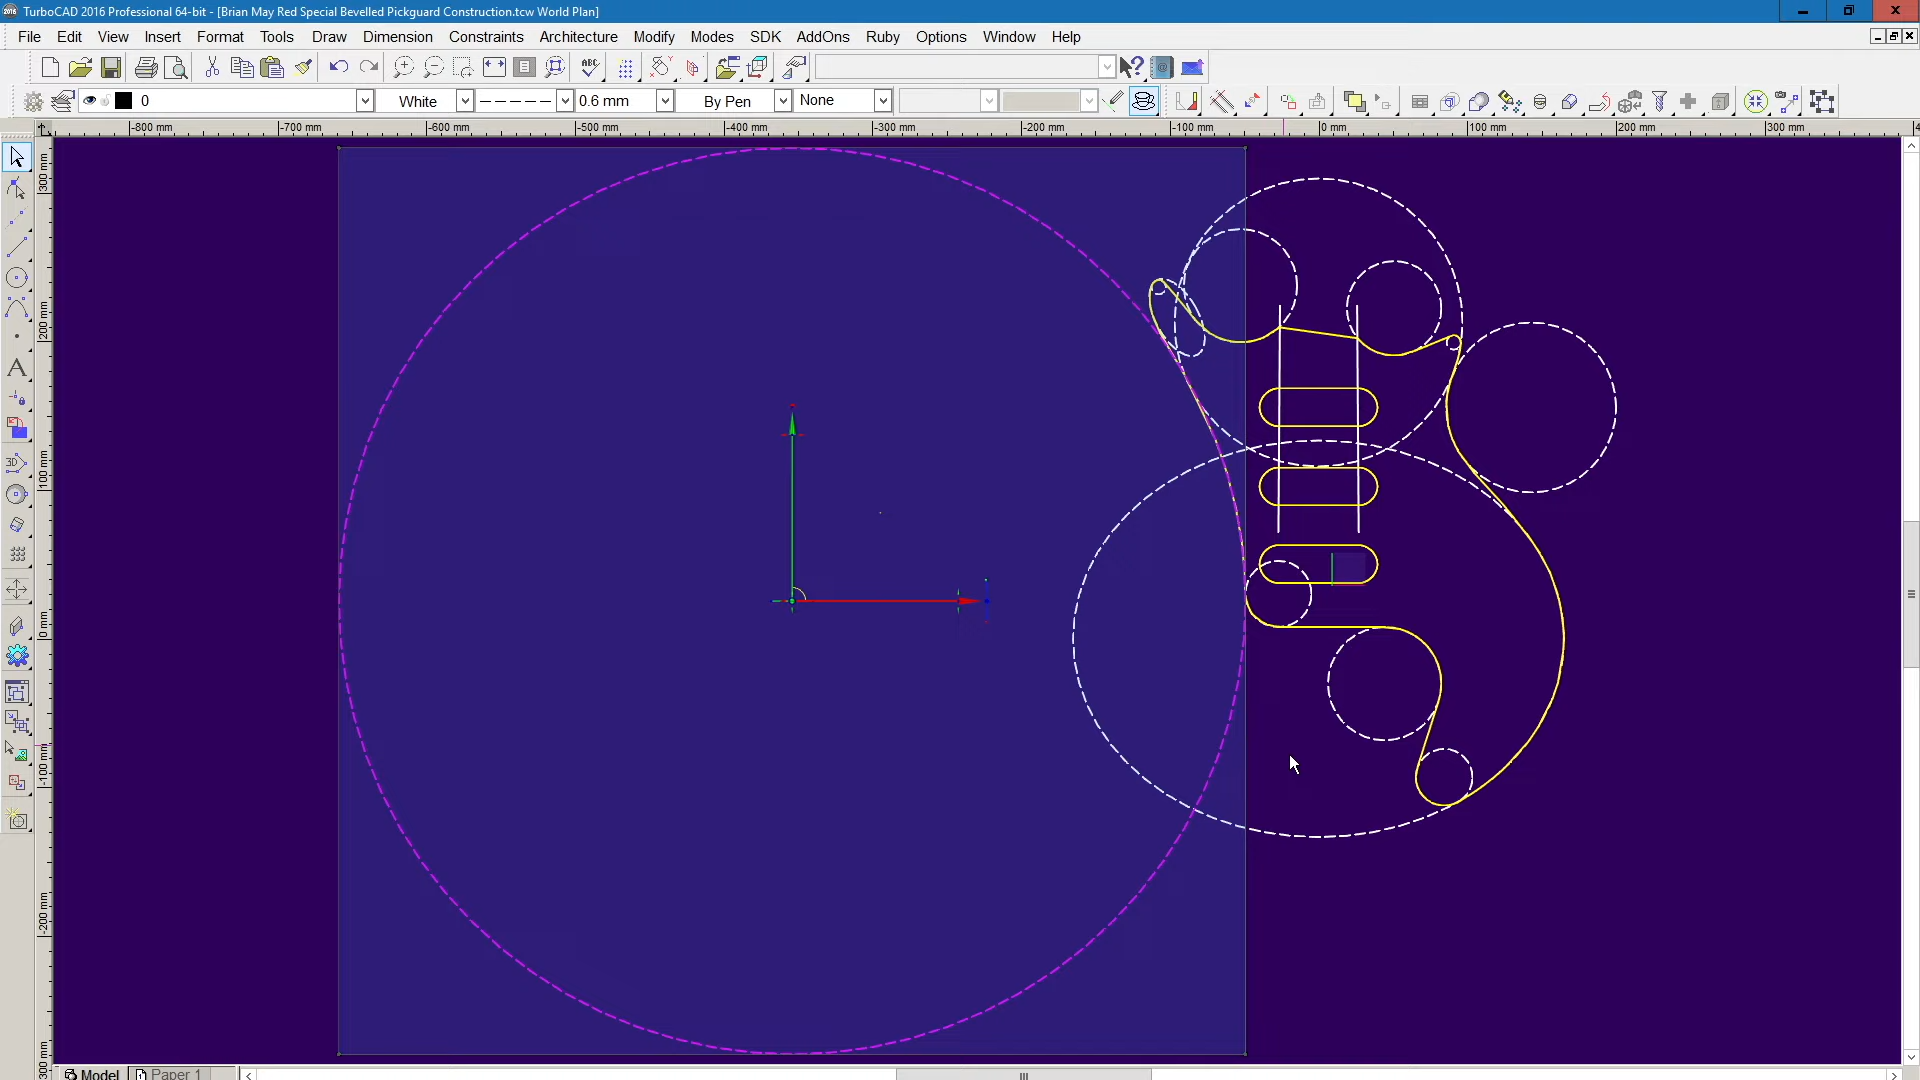 2016 TurboCAD 2016 Professional 64-bit - [Brian May Red Special Bevelled Pickguard Construction.tcw World Plan]
File Edit View Insert Format Tools Draw Dimension Constraints Architecture Modify Modes SDK AddOns Ruby Options Window Help
ABC
0 White 0.6 mm By Pen None
-800 mm -700 mm -600 mm -500 mm -400 mm -300 mm -200 mm -100 mm 0 mm 100 mm 200 mm 300 mm 4
300 mm
200 mm
100 mm
0 mm
-100 mm
-200 mm
-300 mm
A
3D
Model Paper 1